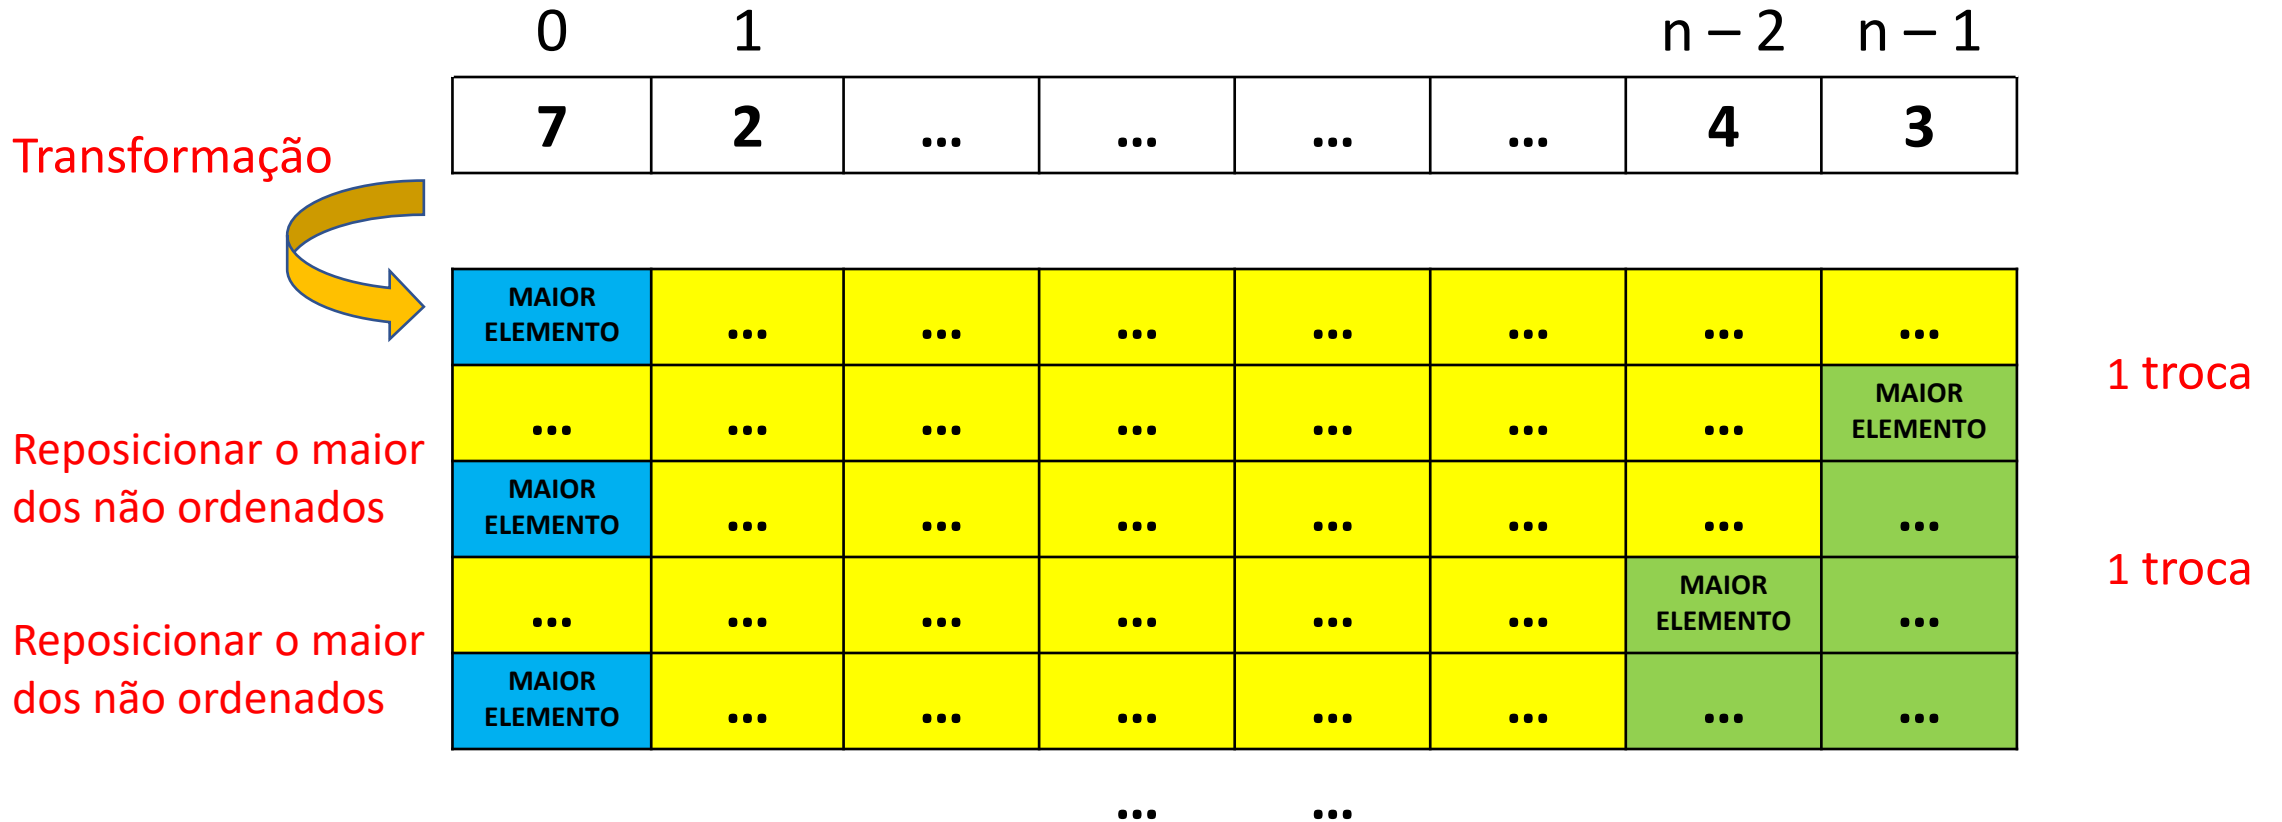 0 1 n – 2 n – 1
7 2 ... ... ... ... 4 3
Transformação
MAIOR
ELEMENTO ... ... ... ... ... ... ...
1 troca
... ... ... ... ... ... ... MAIOR
ELEMENTO
Reposicionar o maior
dos não ordenados
MAIOR
ELEMENTO ... ... ... ... ... ... ...
1 troca
... ... ... ... ... ... MAIOR
ELEMENTO ...
Reposicionar o maior
dos não ordenados
MAIOR
ELEMENTO ... ... ... ... ... ... ...
... ...